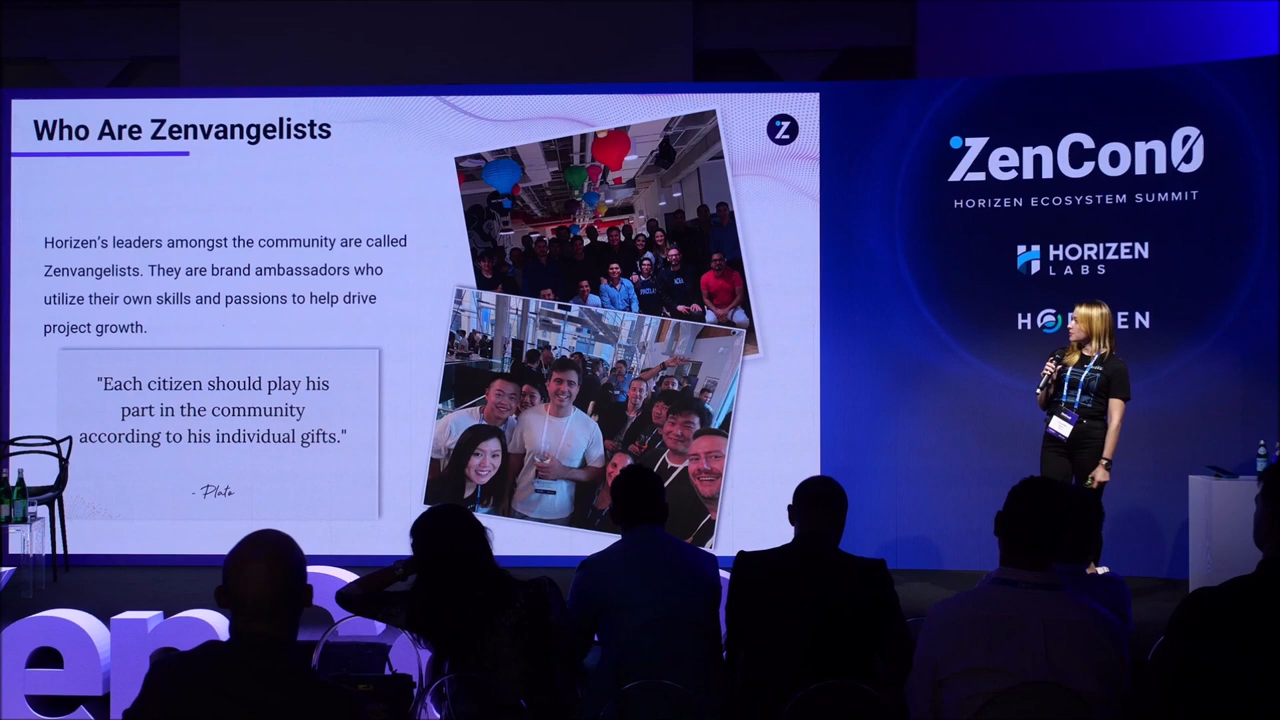 Who Are Zenvangelists
Z
Horizen's leaders amongst the community are called
Zenvangelists. They are brand ambassadors who
utilize their own skills and passions to help drive
project growth.
"Each citizen should play his
part in the community
according to his individual gifts."
- Plato
ZenCon0
HORIZEN ECOSYSTEM SUMMIT
HORIZEN
LABS
H EN
en